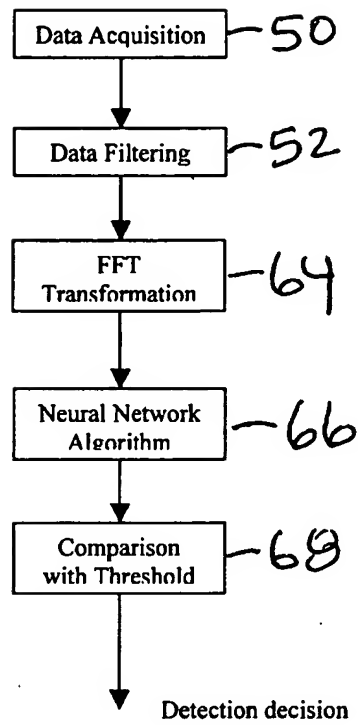 Data Acquisition 50
Data Filtering 52
FFT 64
Transformation
Neural Network 66
Algorithm
Comparison 68
with Threshold
Detection decision